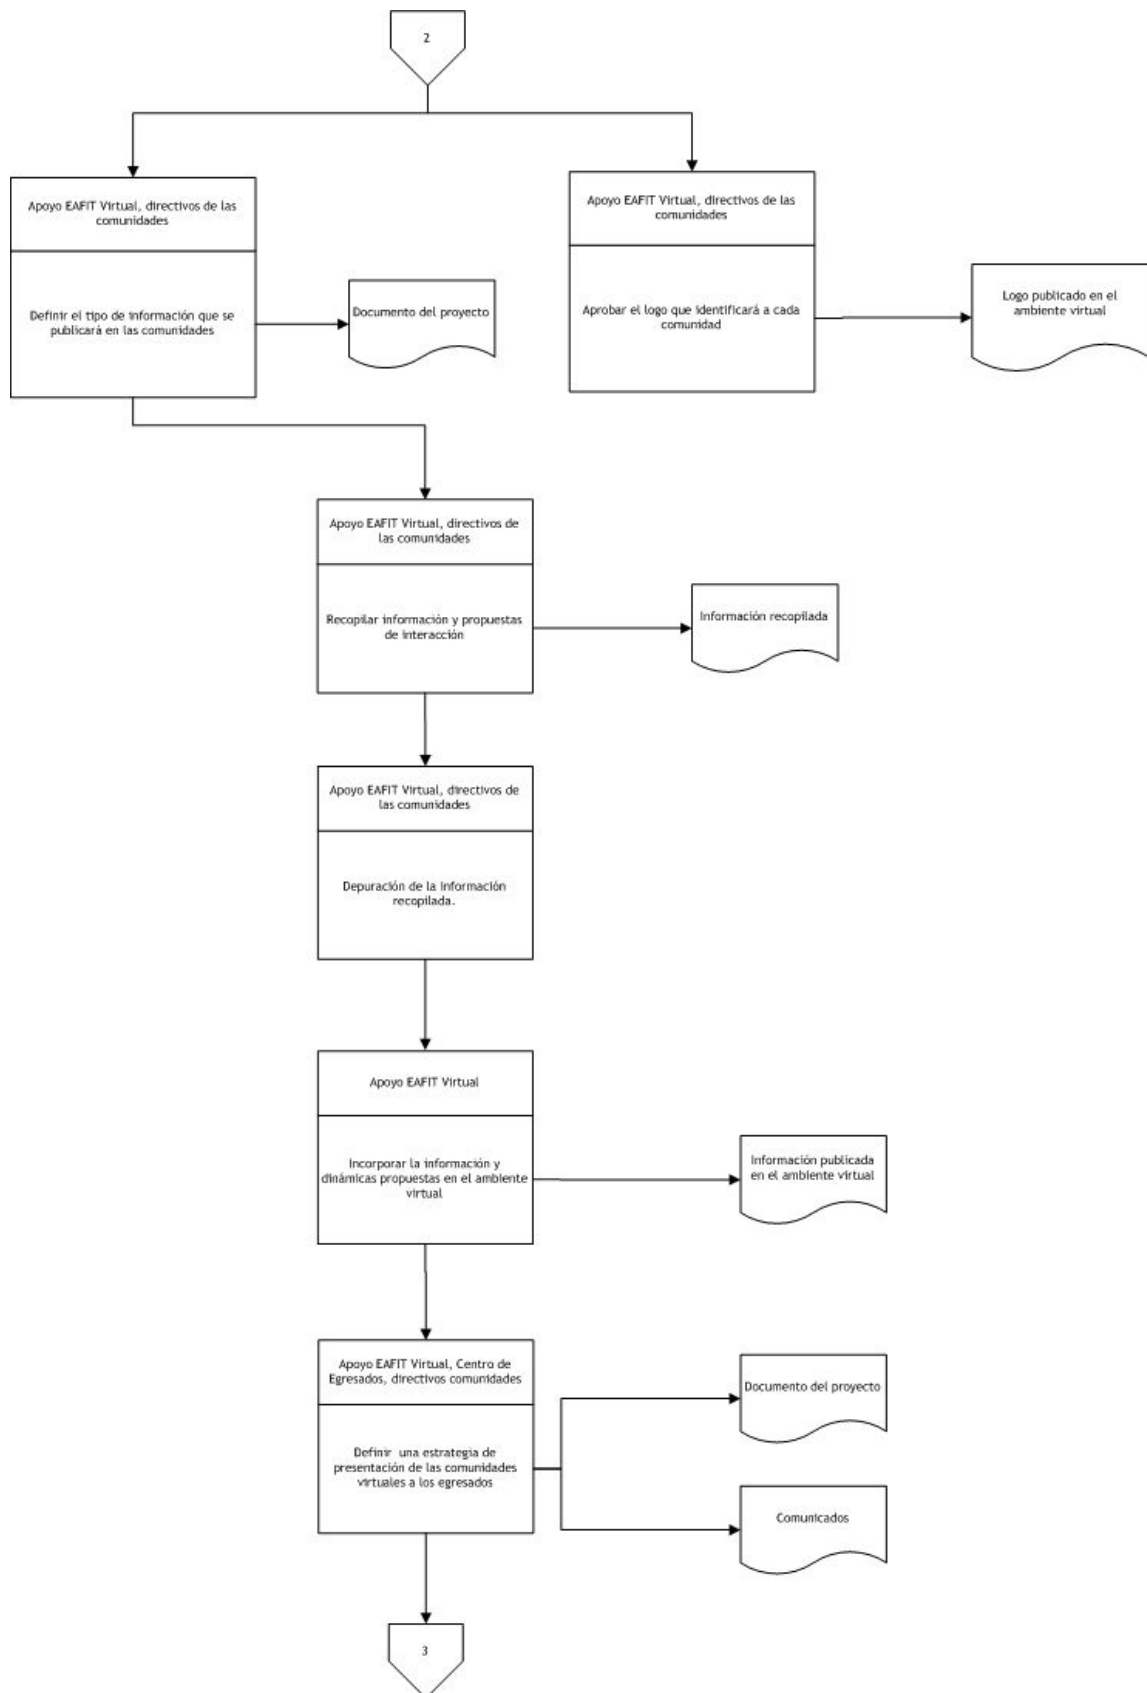 2
Apoyo EAFIT Virtual, directivos de las
comunidades
Definir el tipo de información que se
publicará en las comunidades
Documento del proyecto
Apoyo EAFIT Virtual, directivos de las
comunidades
Aprobar el logo que identificará a cada
comunidad
Logo publicado en el
ambiente virtual
Apoyo EAFIT Virtual, directivos de
las comunidades
Recopilar información y propuestas
de interacción
Información recopilada
Apoyo EAFIT Virtual, directivos de
las comunidades
Depuración de la información
recopilada.
Apoyo EAFIT Virtual
Incorporar la información y
dinámicas propuestas en el ambiente
virtual
Información publicada
en el ambiente virtual
Apoyo EAFIT Virtual, Centro de
Egresados, directivos comunidades
Definir una estrategia de
presentación de las comunidades
virtuales a los egresados
Documento del proyecto
Comunicados
3